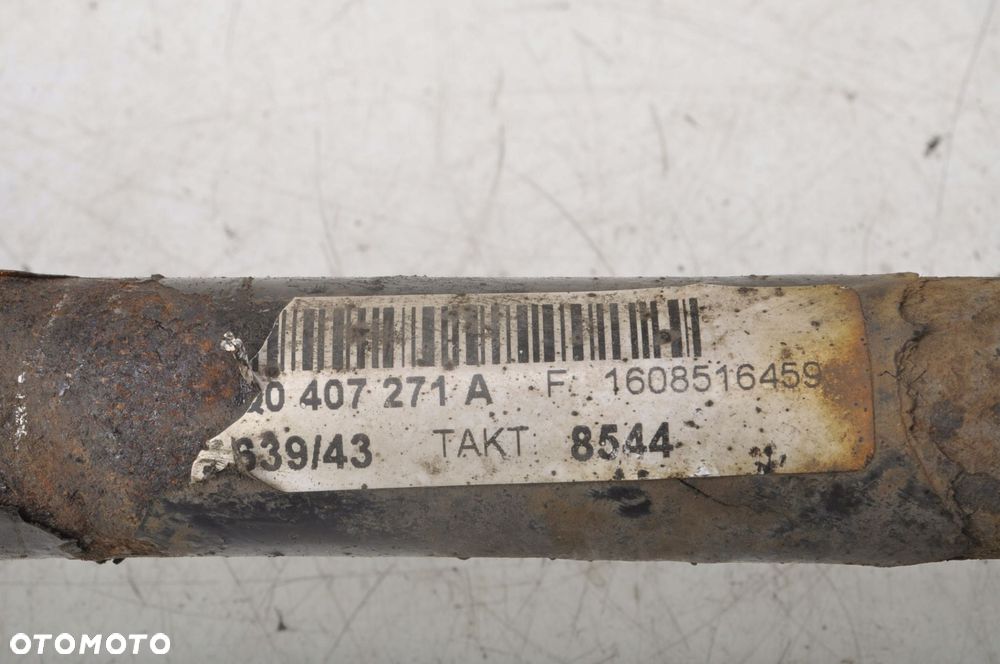 Q0 407 271 A F: 1608516459
639/43 TAKT: 8544
OTOMOTO